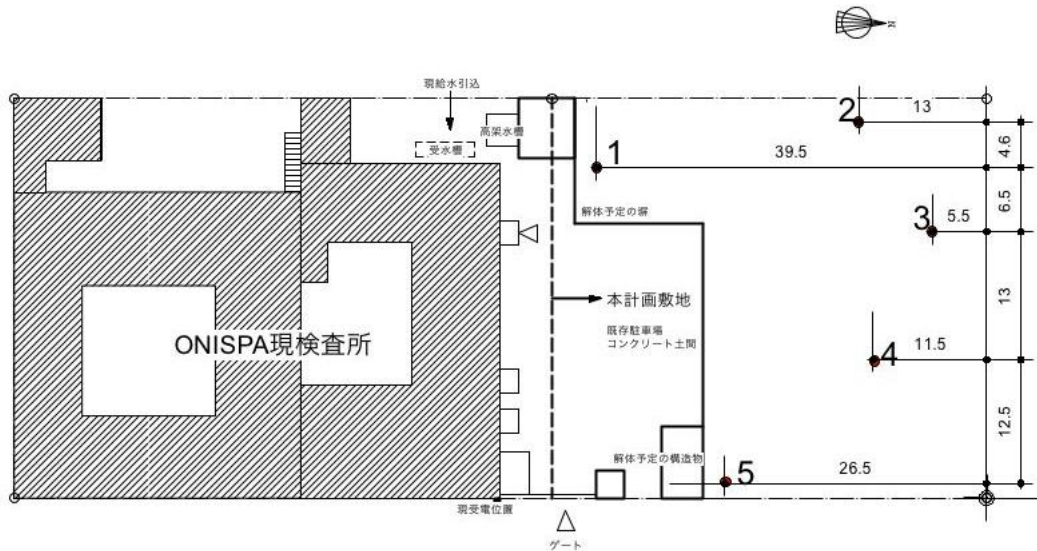 N
現給水引込
高架水槽
受水槽
2
13
4.6
1
39.5
6.5
解体予定の塀
3
5.5
本計画敷地
13
既存駐車場
コンクリート土間
ONISPA現検査所
4
11.5
12.5
解体予定の構造物
5
26.5
現受電位置
ゲート